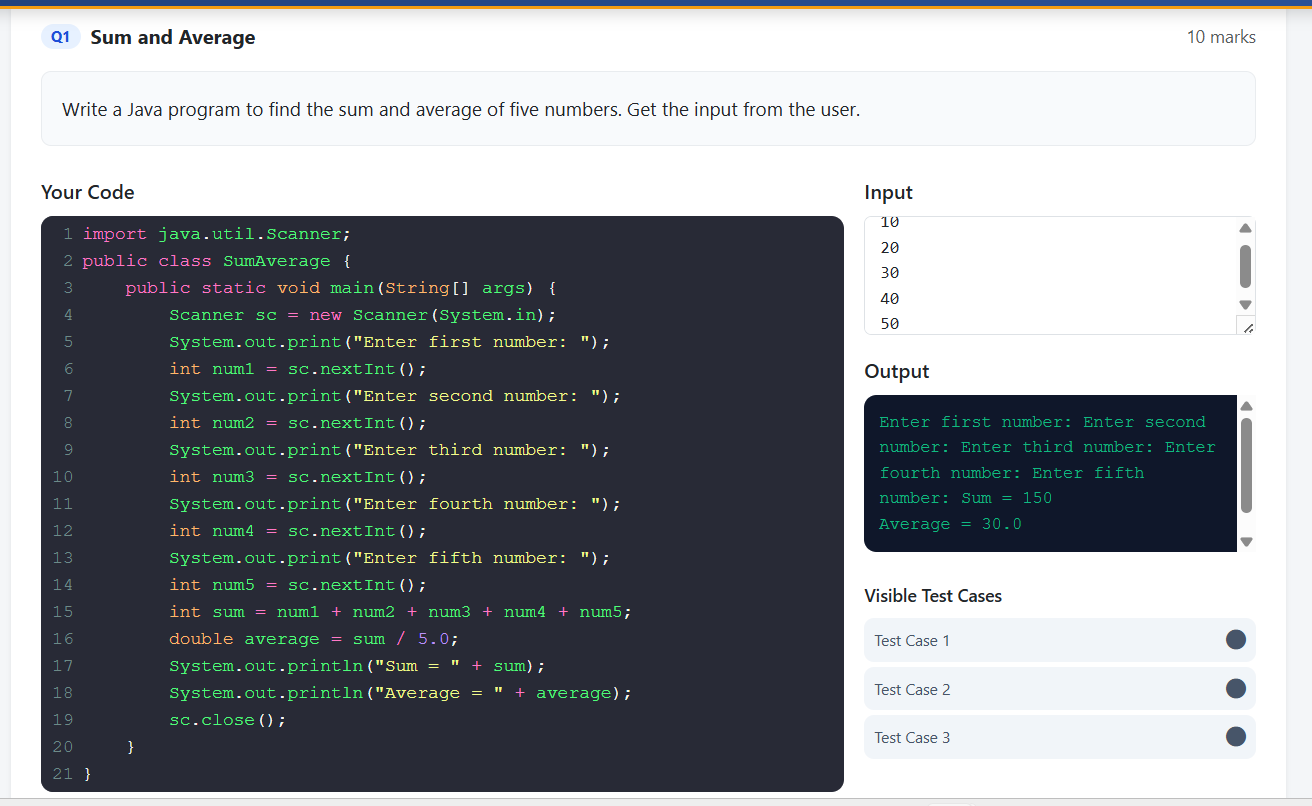 Q1 Sum and Average
10 marks
Write a Java program to find the sum and average of five numbers. Get the input from the user.
Your Code
1 import java.util.Scanner;
2 public class SumAverage {
3     public static void main(String[] args) {
4         Scanner sc = new Scanner(System.in);
5         System.out.print("Enter first number: ");
6         int num1 = sc.nextInt();
7         System.out.print("Enter second number: ");
8         int num2 = sc.nextInt();
9         System.out.print("Enter third number: ");
10         int num3 = sc.nextInt();
11         System.out.print("Enter fourth number: ");
12         int num4 = sc.nextInt();
13         System.out.print("Enter fifth number: ");
14         int num5 = sc.nextInt();
15         int sum = num1 + num2 + num3 + num4 + num5;
16         double average = sum / 5.0;
17         System.out.println("Sum = " + sum);
18         System.out.println("Average = " + average);
19         sc.close();
20     }
21 }
Input
10
20
30
40
50
Output
Enter first number: Enter second
number: Enter third number: Enter
fourth number: Enter fifth
number: Sum = 150
Average = 30.0
Visible Test Cases
Test Case 1
Test Case 2
Test Case 3